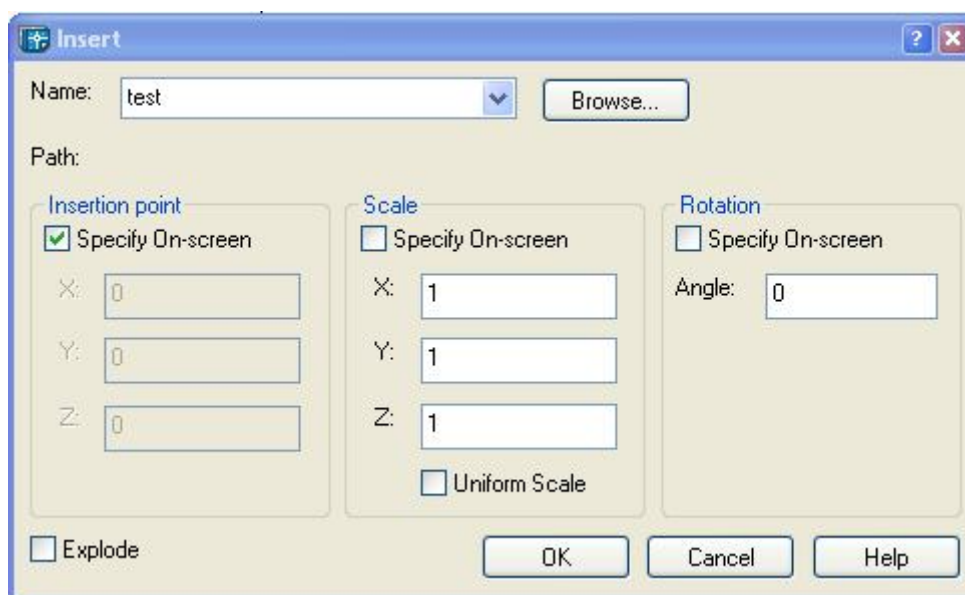 Insert
Name: test Browse...
Path:
Insertion point
Specify On-screen
X: 0
Y: 0
Z: 0
Scale
Specify On-screen
X: 1
Y: 1
Z: 1
Uniform Scale
Rotation
Specify On-screen
Angle: 0
Explode OK Cancel Help